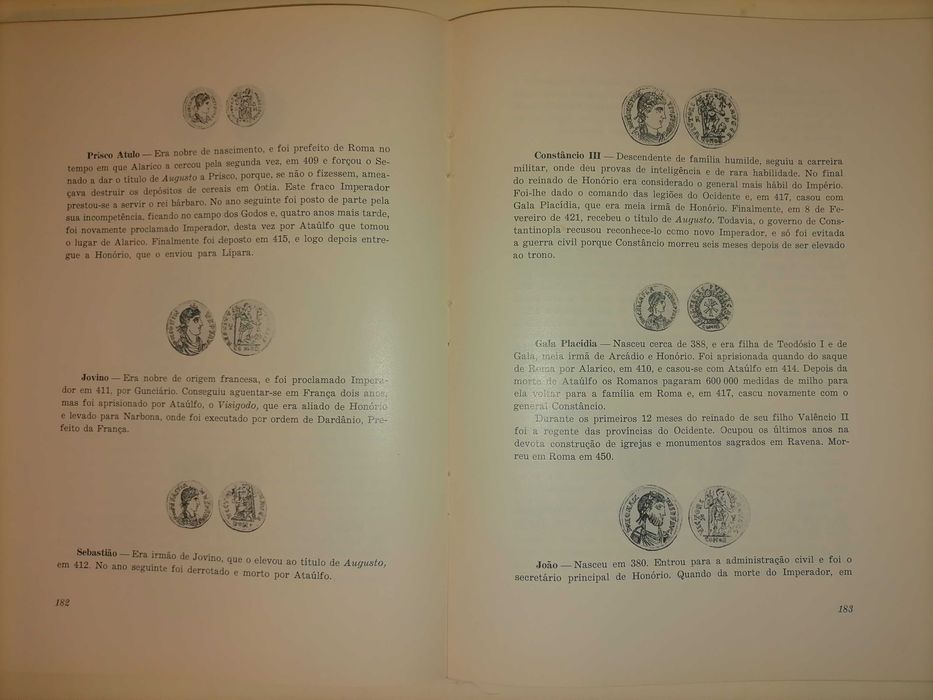 Prisco Atulo — Era nobre de nascimento, e foi prefeito de Roma no
tempo em que Alarico a cercou pela segunda vez, em 409 e forçou o Se-
nado a dar o título de Augusto a Prisco, porque, se não o fizessem, amea-
çava destruir os depósitos de cereais em Óstia. Este fraco Imperador
prestou-se a servir o rei bárbaro. No ano seguinte foi posto de parte pela
sua incompetência, ficando no campo dos Godos e, quatro anos mais tarde,
foi novamente proclamado Imperador, desta vez por Ataúlfo que tomou
o lugar de Alarico. Finalmente foi deposto em 415, e logo depois entre-
gue a Honório, que o enviou para Lípara.
Jovino — Era nobre de origem francesa, e foi proclamado Impera-
dor em 411, por Gunciário. Conseguiu aguentar-se em França dois anos,
mas foi aprisionado por Ataúlfo, o Visigodo, que era aliado de Honório
e levado para Narbona, onde foi executado por ordem de Dardânio, Pre-
feito da França.
Sebastião — Era irmão de Jovino, que o elevou ao título de Augusto,
em 412. No ano seguinte foi derrotado e morto por Ataúlfo.
182
Constâncio III — Descendente de família humilde, seguiu a carreira
militar, onde deu provas de inteligência e de rara habilidade. No final
do reinado de Honório era considerado o general mais hábil do Império.
Foi-lhe dado o comando das legiões do Ocidente e, em 417, casou com
Gala Placídia, que era meia irmã de Honório. Finalmente, em 8 de Fe-
vereiro de 421, recebeu o título de Augusto. Todavia, o governo de Cons-
tantinopla recusou reconhece-lo como novo Imperador, e só foi evitada
a guerra civil porque Constâncio morreu seis meses depois de ser elevado
ao trono.
Gala Placídia — Nasceu cerca de 388, e era filha de Teodósio I e de
Gala, meia irmã de Arcádio e Honório. Foi aprisionada quando do saque
de Roma por Alarico, em 410, e casou-se com Ataúlfo em 414. Depois da
morte de Ataúlfo os Romanos pagaram 600 000 medidas de milho para
ela voltar para a família em Roma e, em 417, cascu novamente com o
general Constâncio.
Durante os primeiros 12 meses do reinado de seu filho Valêncio II
foi a regente das províncias do Ocidente. Ocupou os últimos anos na
devota construção de igrejas e monumentos sagrados em Ravena. Mor-
reu em Roma em 450.
João — Nasceu em 380. Entrou para a administração civil e foi o
secretário principal de Honório. Quando da morte do Imperador, em
183